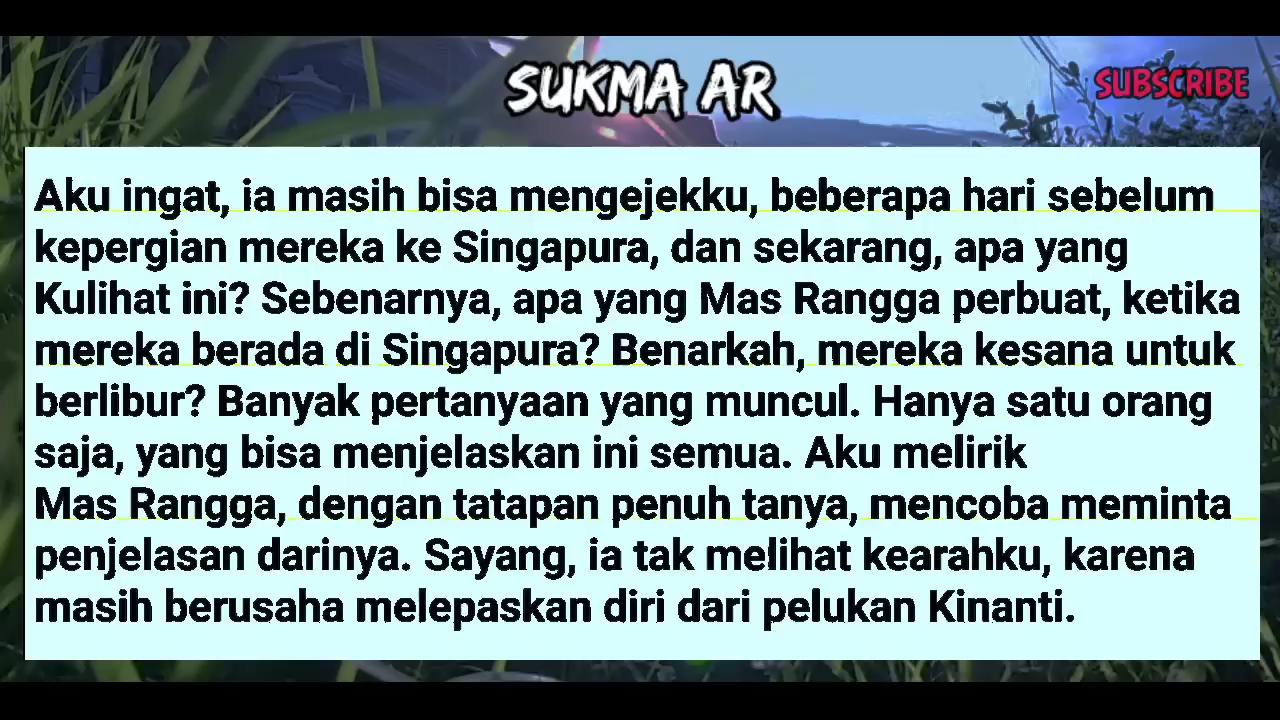 SUKMA AR
SUBSCRIBE
Aku ingat, ia masih bisa mengejekku, beberapa hari sebelum
kepergian mereka ke Singapura, dan sekarang, apa yang
Kulihat ini? Sebenarnya, apa yang Mas Rangga perbuat, ketika
mereka berada di Singapura? Benarkah, mereka kesana untuk
berlibur? Banyak pertanyaan yang muncul. Hanya satu orang
saja, yang bisa menjelaskan ini semua. Aku melirik
Mas Rangga, dengan tatapan penuh tanya, mencoba meminta
penjelasan darinya. Sayang, ia tak melihat kearahku, karena
masih berusaha melepaskan diri dari pelukan Kinanti.